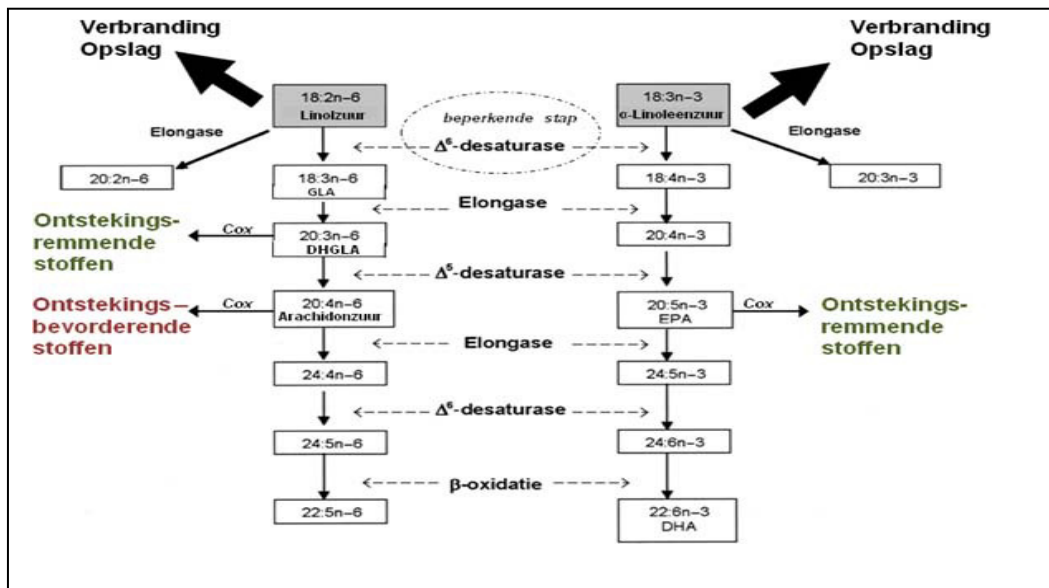 Verbranding
Opslag
Verbranding
Opslag
18:2n–6
Linolzuur
beperkende stap
18:3n–3
α-Linoleenzuur
Elongase
Δ⁶-desaturase
Elongase
20:2n–6
18:3n–6
GLA
18:4n–3
20:3n–3
Ontstekings-
remmende
stoffen
Cox
20:3n–6
DHGLA
Elongase
20:4n–3
Δ⁵-desaturase
Ontstekings–
bevorderende
stoffen
Cox
20:4n–6
Arachidonzuur
20:5n–3
EPA
Cox
Ontstekings-
remmende
stoffen
Elongase
24:4n–6
24:5n–3
Δ⁶-desaturase
24:5n–6
24:6n–3
β-oxidatie
22:5n–6
22:6n–3
DHA